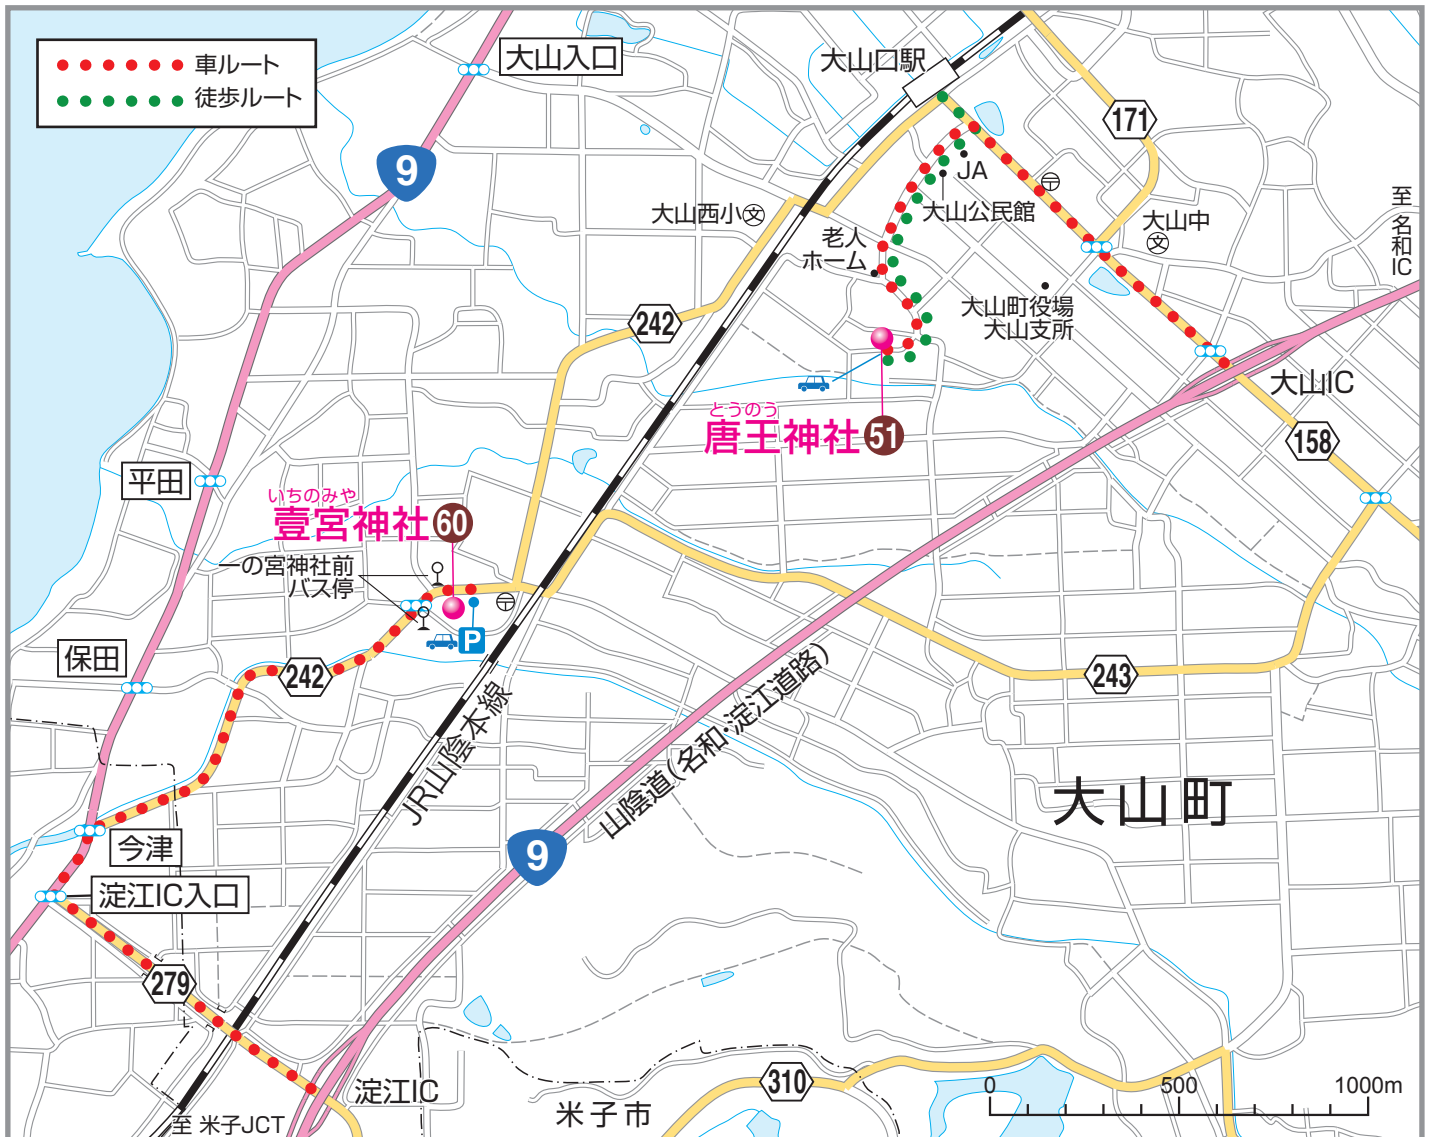 車ルート
徒歩ルート
大山入口
大山口駅
9
171
JA
大山公民館
大山西小
文
大山中
文
至 名和IC
老人
ホーム
大山町役場
大山支所
242
大山IC
158
とうのう
唐王神社
51
平田
いちのみや
壹宮神社
60
一の宮神社前
バス停
P
保田
242
243
JR山陰本線
山陰道(名和・淀江道路)
大山町
9
今津
淀江IC入口
279
淀江IC
310
米子市
至 米子JCT
0 500 1000m